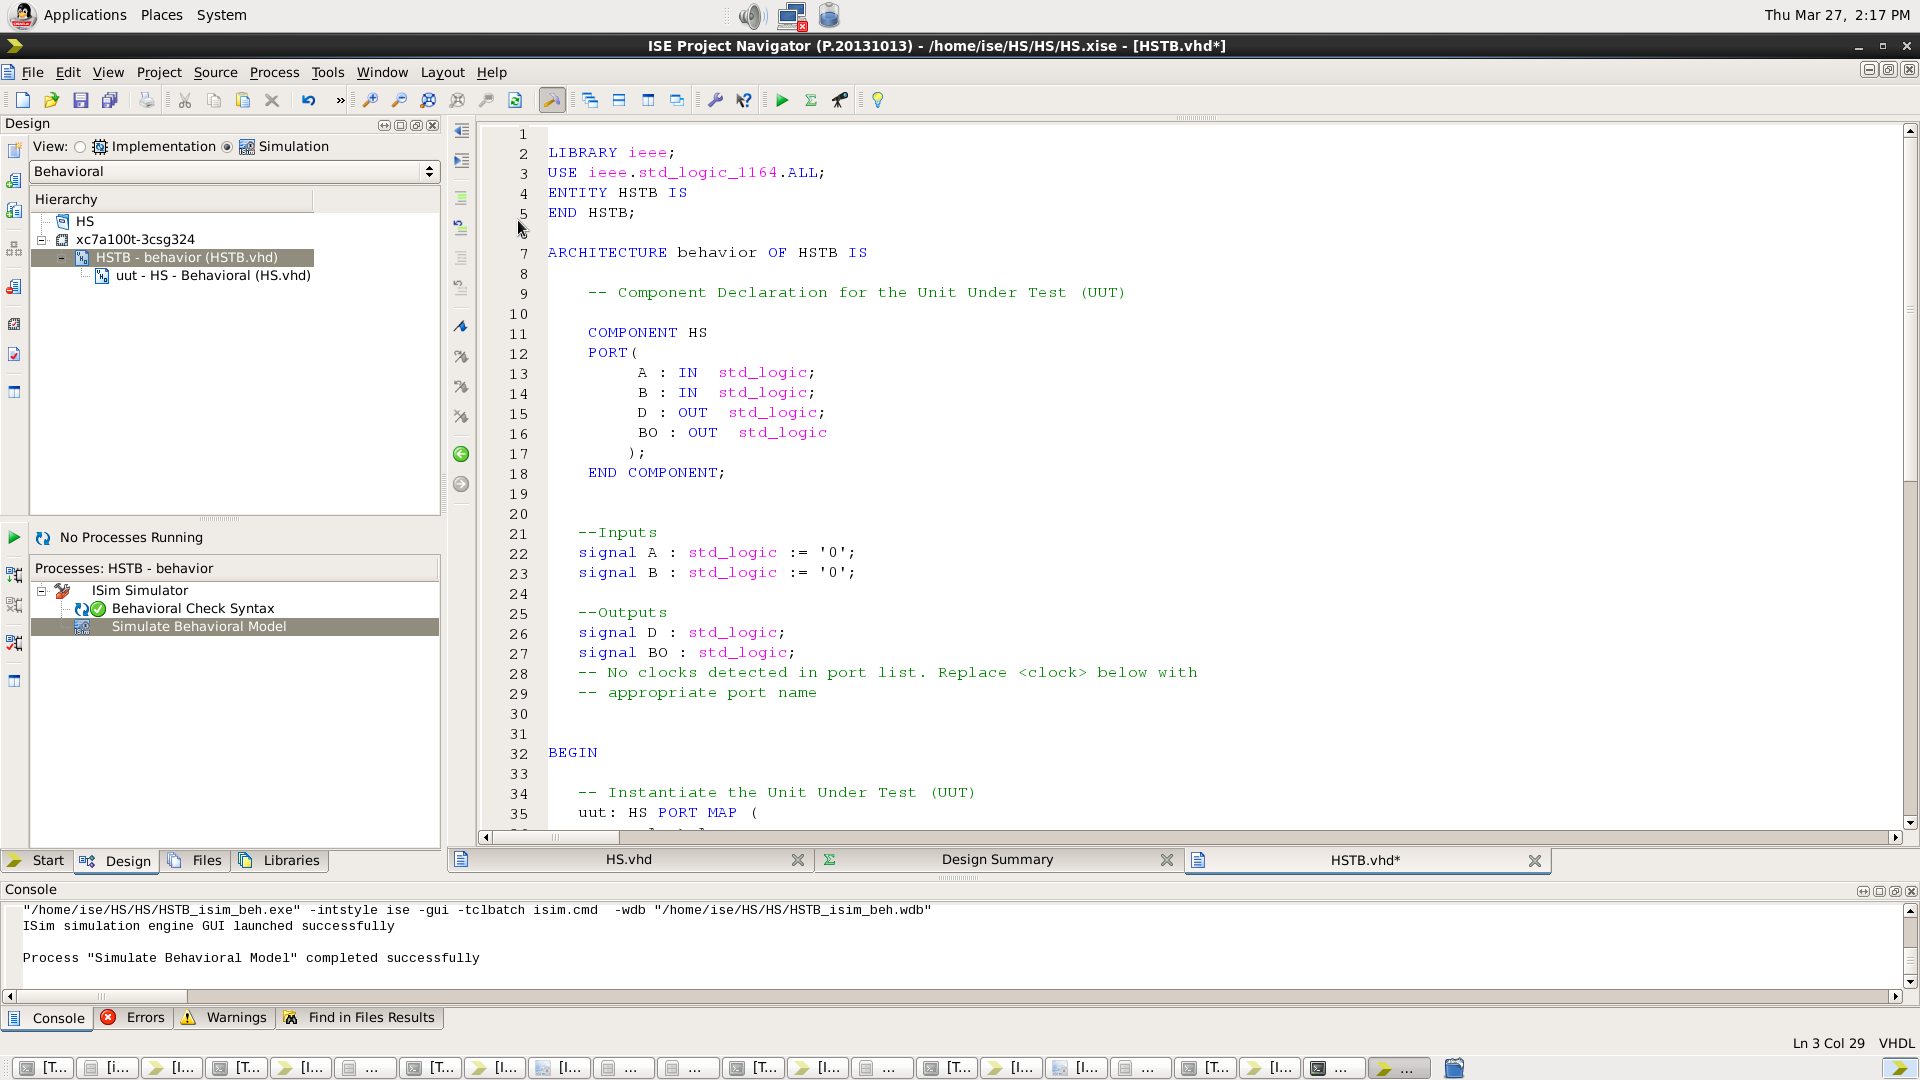 Applications Places System
Thu Mar 27, 2:17 PM
ISE Project Navigator (P.20131013) - /home/ise/HS/HS/HS.xise - [HSTB.vhd*]
File Edit View Project Source Process Tools Window Layout Help
Design
View: Implementation Simulation
Behavioral
Hierarchy
HS
xc7a100t-3csg324
HSTB - behavior (HSTB.vhd)
uut - HS - Behavioral (HS.vhd)
No Processes Running
Processes: HSTB - behavior
ISim Simulator
Behavioral Check Syntax
Simulate Behavioral Model
Start Design Files Libraries
1
2 LIBRARY ieee;
3 USE ieee.std_logic_1164.ALL;
4 ENTITY HSTB IS
5 END HSTB;
7 ARCHITECTURE behavior OF HSTB IS
8
9 -- Component Declaration for the Unit Under Test (UUT)
10
11 COMPONENT HS
12 PORT(
13 A : IN std_logic;
14 B : IN std_logic;
15 D : OUT std_logic;
16 BO : OUT std_logic
17 );
18 END COMPONENT;
19
20
21 --Inputs
22 signal A : std_logic := '0';
23 signal B : std_logic := '0';
24
25 --Outputs
26 signal D : std_logic;
27 signal BO : std_logic;
28 -- No clocks detected in port list. Replace <clock> below with
29 -- appropriate port name
30
31
32 BEGIN
33
34 -- Instantiate the Unit Under Test (UUT)
35 uut: HS PORT MAP (
HS.vhd Design Summary HSTB.vhd*
Console
"/home/ise/HS/HS/HSTB_isim_beh.exe" -intstyle ise -gui -tclbatch isim.cmd -wdb "/home/ise/HS/HS/HSTB_isim_beh.wdb"
ISim simulation engine GUI launched successfully
Process "Simulate Behavioral Model" completed successfully
Console Errors Warnings Find in Files Results
Ln 3 Col 29 VHDL
[T... [i... [I... [T... [I... ... [T... [I... [I... ... ... [T... [I... ... [T... [I... [I... ... [T... [I... ... ...